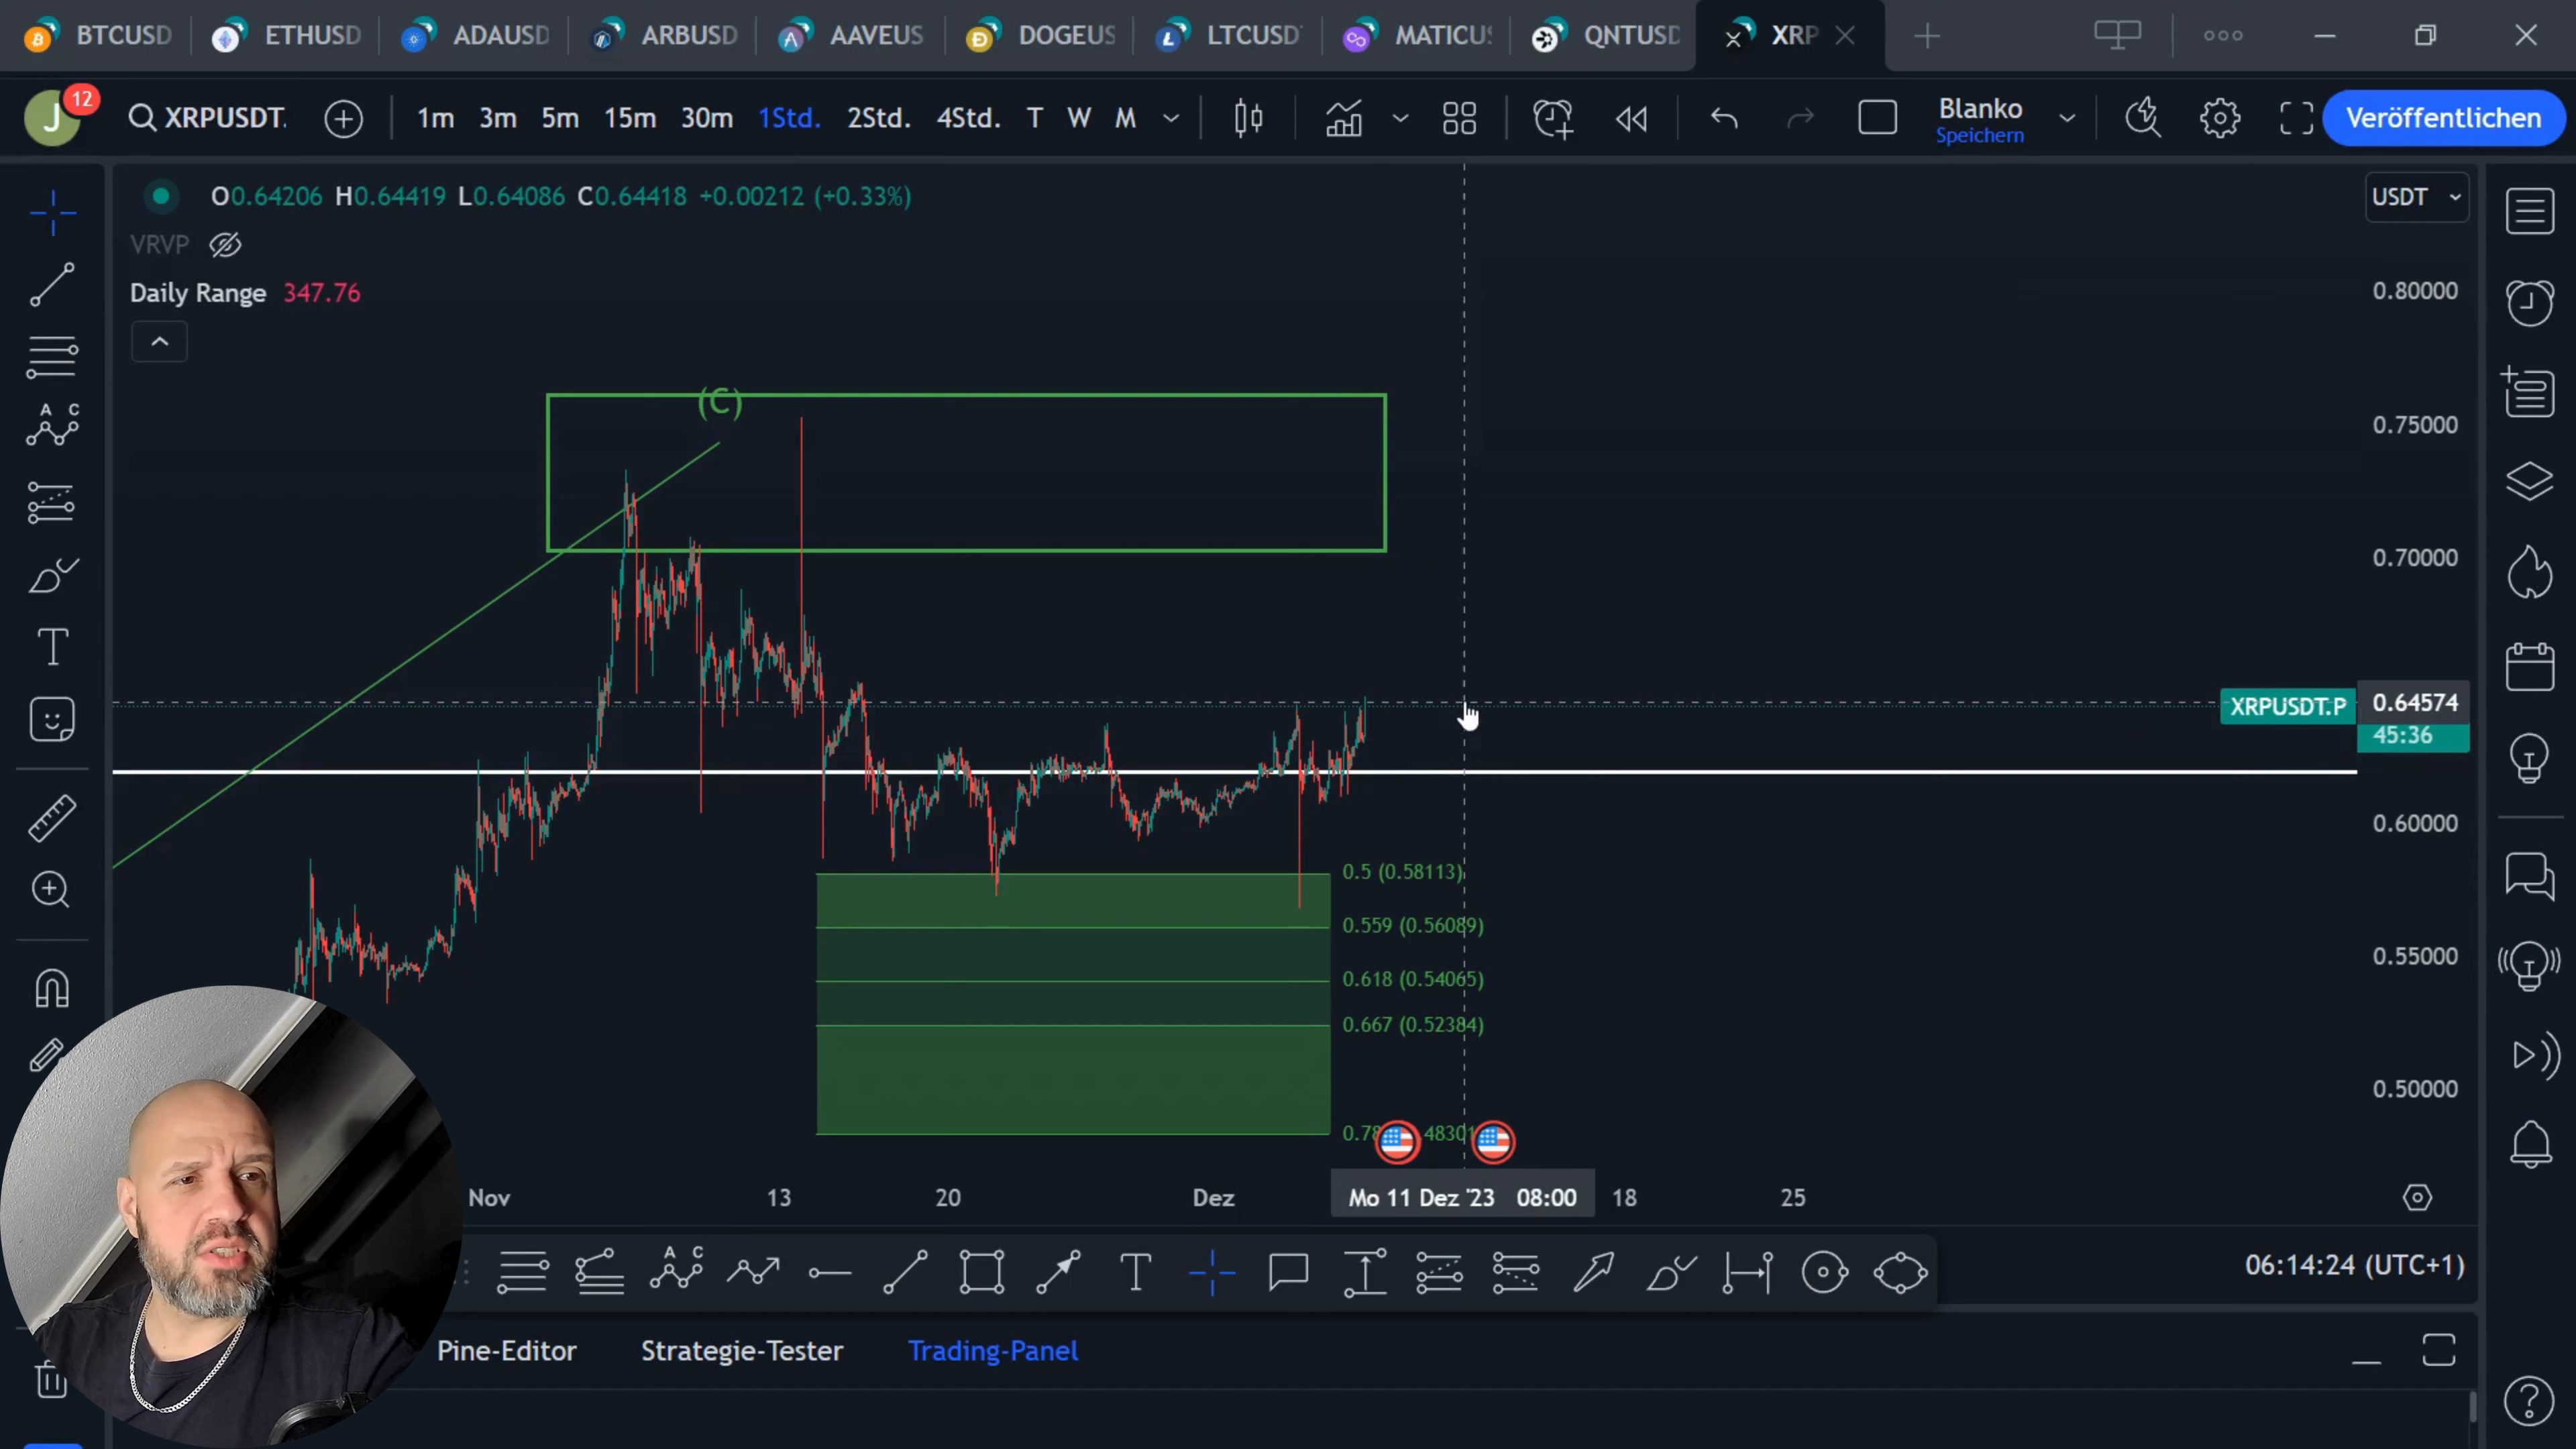 BTCUSD ETHUSD ADAUSD ARBUSD AAVEUS DOGEUS LTCUSDT MATICUS QNTUSD XRP
J 12 XRPUSDT. 1m 3m 5m 15m 30m 1Std. 2Std. 4Std. T W M Blanko Veröffentlichen
Speichern
O0.64206 H0.64419 L0.64086 C0.64418 +0.00212 (+0.33%) USDT
VRVP
Daily Range 347.76
0.80000
(C)
0.75000
0.70000
XRPUSDT.P 0.64574
45:36
0.60000
0.5 (0.58113)
0.559 (0.56089)
0.55000
0.618 (0.54065)
0.667 (0.52384)
0.50000
Nov 13 20 Dez Mo 11 Dez '23 08:00 18 25
06:14:24 (UTC+1)
Pine-Editor Strategie-Tester Trading-Panel